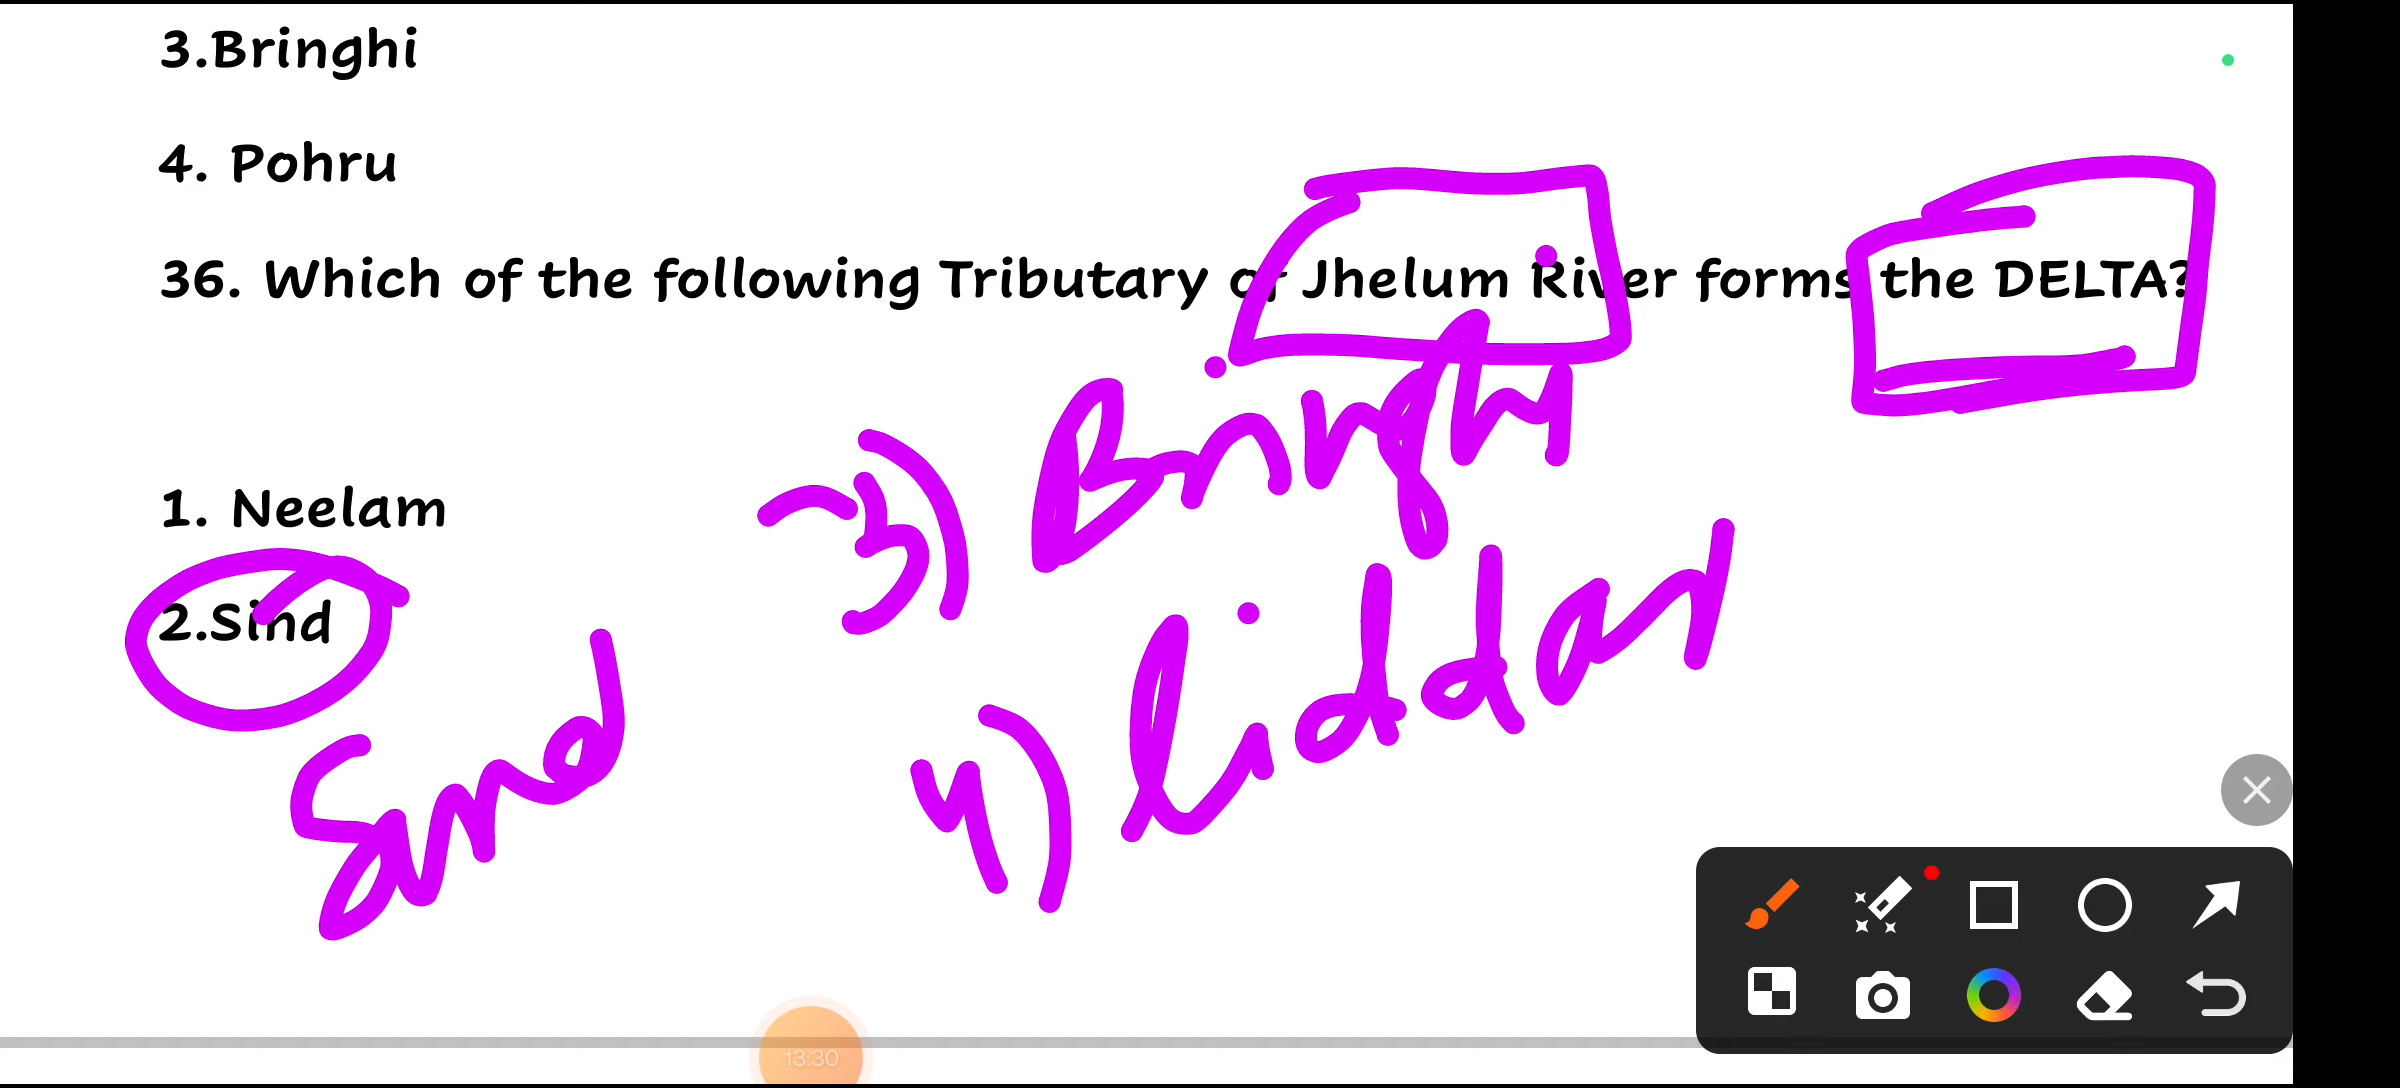 3.Bringhi
4. Pohru
36. Which of the following Tributary of Jhelum River forms the DELTA?
3) Bringhi
1. Neelam
2.Sind
4) liddar
Sind
13:30